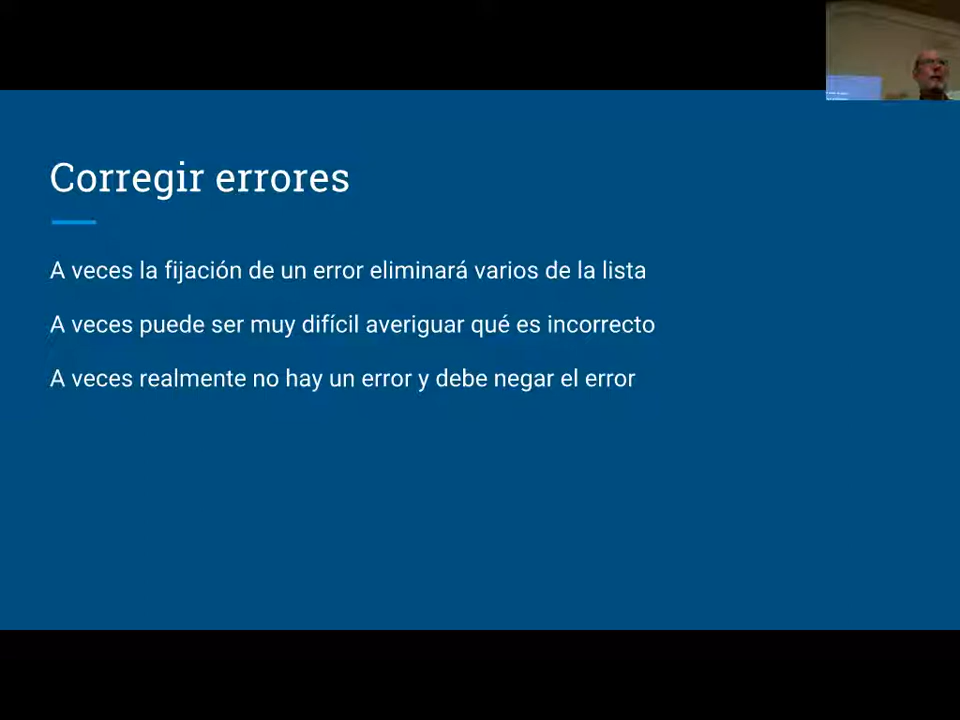 Corregir errores
A veces la fijación de un error eliminará varios de la lista
A veces puede ser muy difícil averiguar qué es incorrecto
A veces realmente no hay un error y debe negar el error